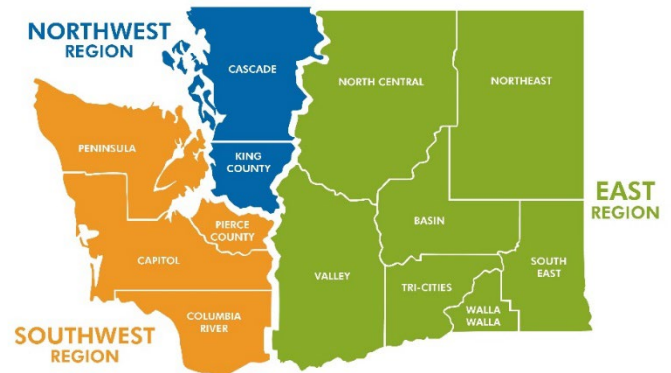 NORTHWEST
REGION
CASCADE
NORTH CENTRAL
NORTHEAST
PENINSULA
KING
COUNTY
EAST
REGION
PIERCE
COUNTY
BASIN
CAPITOL
VALLEY
SOUTH
EAST
TRI-CITIES
COLUMBIA
RIVER
WALLA
WALLA
SOUTHWEST
REGION